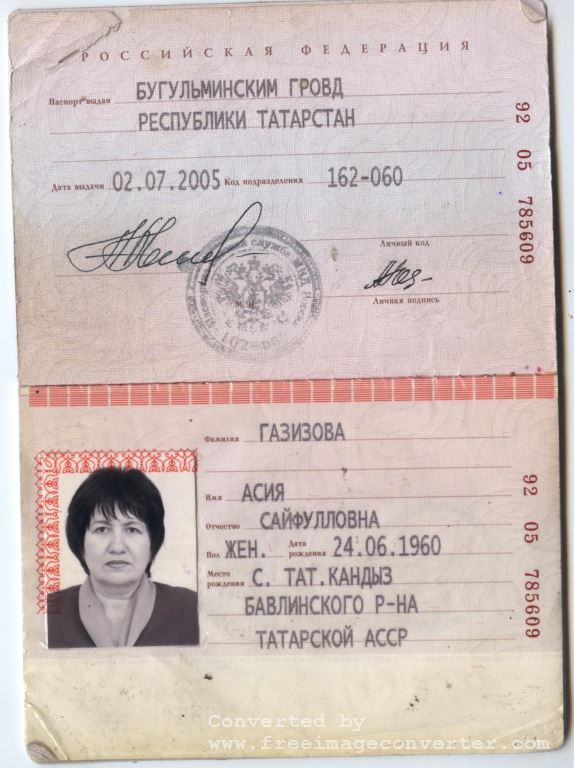 РОССИЙСКАЯ ФЕДЕРАЦИЯ
Паспорт выдан БУГУЛЬМИНСКИМ ГРОВД
РЕСПУБЛИКИ ТАТАРСТАН
Дата выдачи 02.07.2005 Код подразделения 162-060
Личный код
Личная подпись
92 05 785609
Фамилия ГАЗИЗОВА
Имя АСИЯ
Отчество САЙФУЛЛОВНА
Пол ЖЕН. Дата рождения 24.06.1960
Место рождения С. ТАТ.КАНДЫЗ
БАВЛИНСКОГО Р-НА
ТАТАРСКОЙ АССР
92 05 785609
Converted by
www.freeimageconverter.com